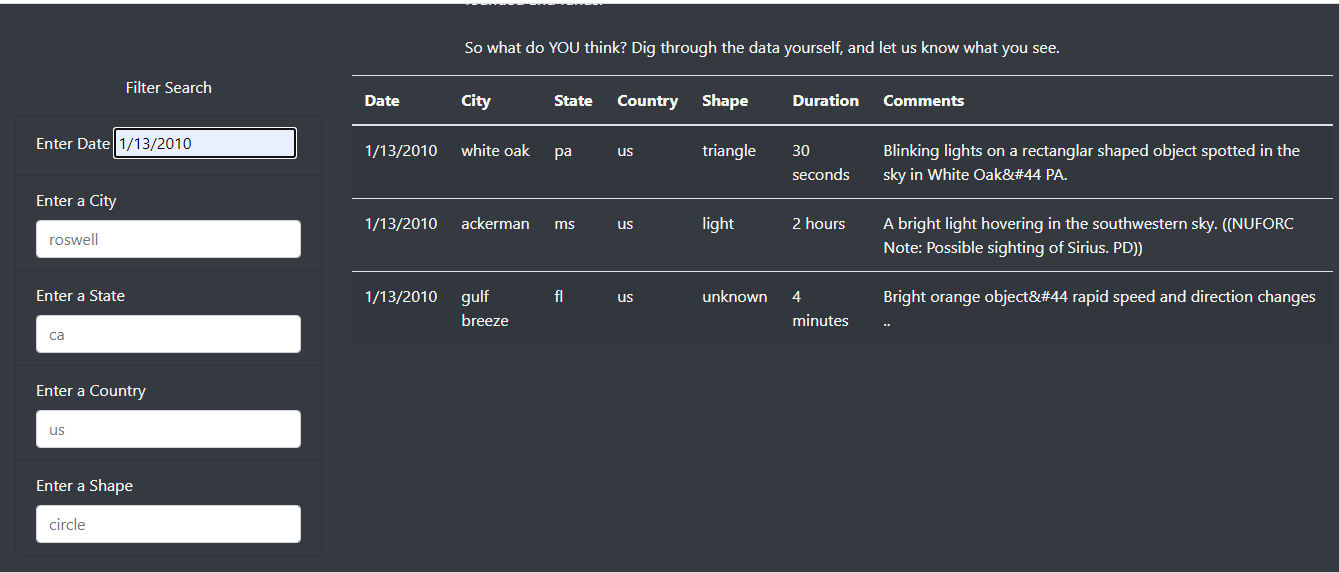 So what do YOU think? Dig through the data yourself, and let us know what you see.
Filter Search
Enter Date 1/13/2010
Enter a City
roswell
Enter a State
ca
Enter a Country
us
Enter a Shape
circle
Date City State Country Shape Duration Comments
1/13/2010 white oak pa us triangle 30 Blinking lights on a rectanglar shaped object spotted in the
seconds sky in White Oak&#44 PA.
1/13/2010 ackerman ms us light 2 hours A bright light hovering in the southwestern sky. ((NUFORC
Note: Possible sighting of Sirius. PD))
1/13/2010 gulf fl us unknown 4 Bright orange object&#44 rapid speed and direction changes
breeze minutes ..